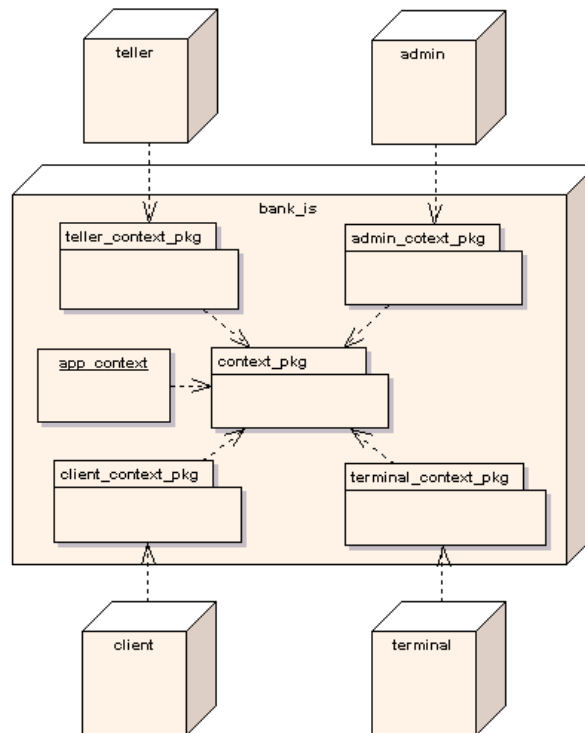 teller
admin
bank_is
teller_context_pkg
admin_cotext_pkg
app_context
context_pkg
client_context_pkg
terminal_context_pkg
client
terminal